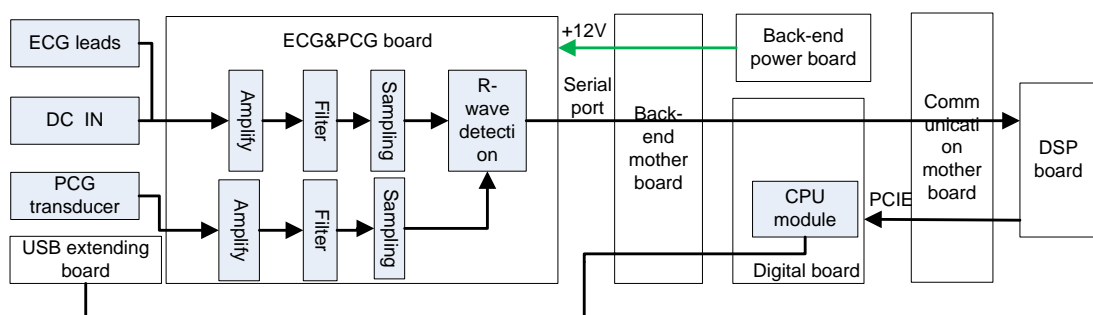 ECG leads
DC  IN
PCG
transducer
USB extending
board
ECG&PCG board
Amplify
Filter
Sampling
R-
wave
detecti
on
Amplify
Filter
Sampling
+12V
Serial
port
Back-
end
mother
board
Back-end
power board
CPU
module
Digital board
PCIE
Comm
unicati
on
mother
board
DSP
board